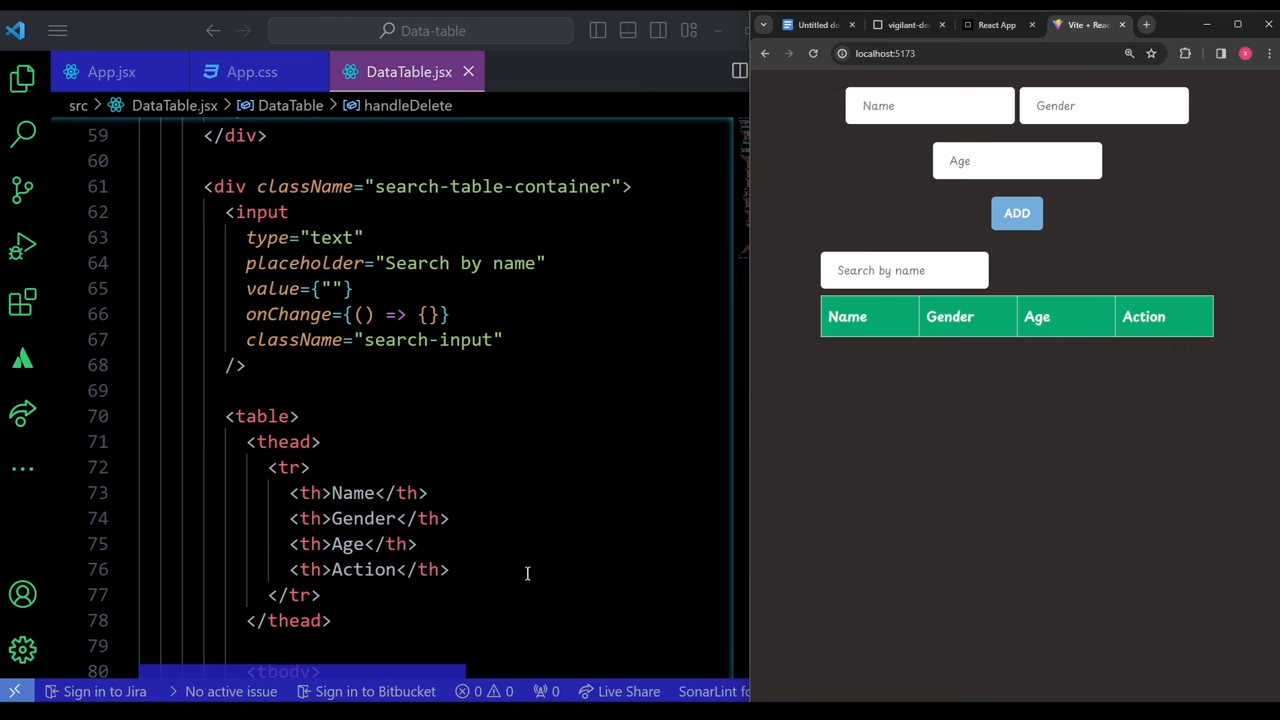 Data-table
App.jsx
App.css
DataTable.jsx
src > DataTable.jsx > DataTable > handleDelete
59 </div>
60
61 <div className="search-table-container">
62 <input
63 type="text"
64 placeholder="Search by name"
65 value={""}
66 onChange={() => {}}
67 className="search-input"
68 />
69
70 <table>
71 <thead>
72 <tr>
73 <th>Name</th>
74 <th>Gender</th>
75 <th>Age</th>
76 <th>Action</th>
77 </tr>
78 </thead>
79
80 <tbody>
Sign in to Jira
No active issue
Sign in to Bitbucket
0
0
0
Live Share
SonarLint fo
Untitled do
vigilant-de
React App
Vite + Rea
localhost:5173
Name
Gender
Age
ADD
Search by name
Name Gender Age Action